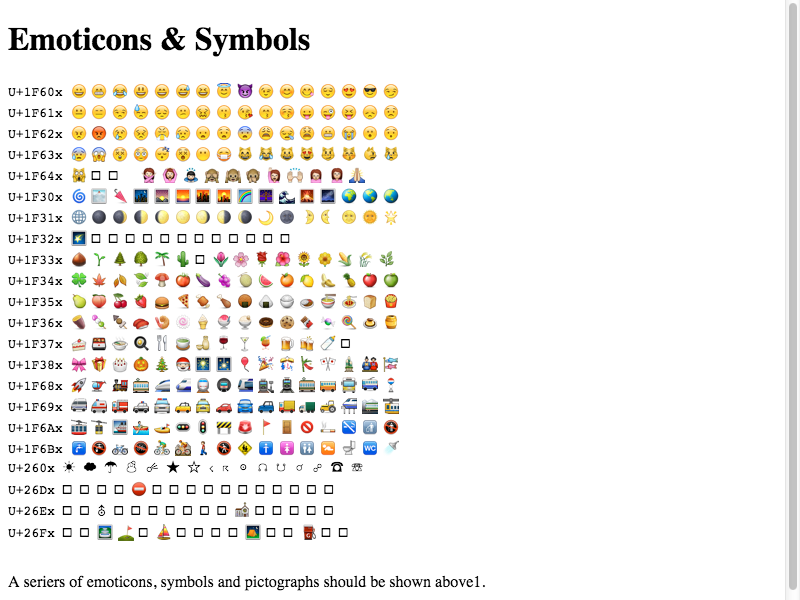 Emoticons & Symbols
U+1F60x
U+1F61x
U+1F62x
U+1F63x
U+1F64x
U+1F30x
U+1F31x
U+1F32x
U+1F33x
U+1F34x
U+1F35x
U+1F36x
U+1F37x
U+1F38x
U+1F68x
U+1F69x
U+1F6Ax
U+1F6Bx
U+260x
U+26Dx
U+26Ex
U+26Fx
A seriers of emoticons, symbols and pictographs should be shown above1.